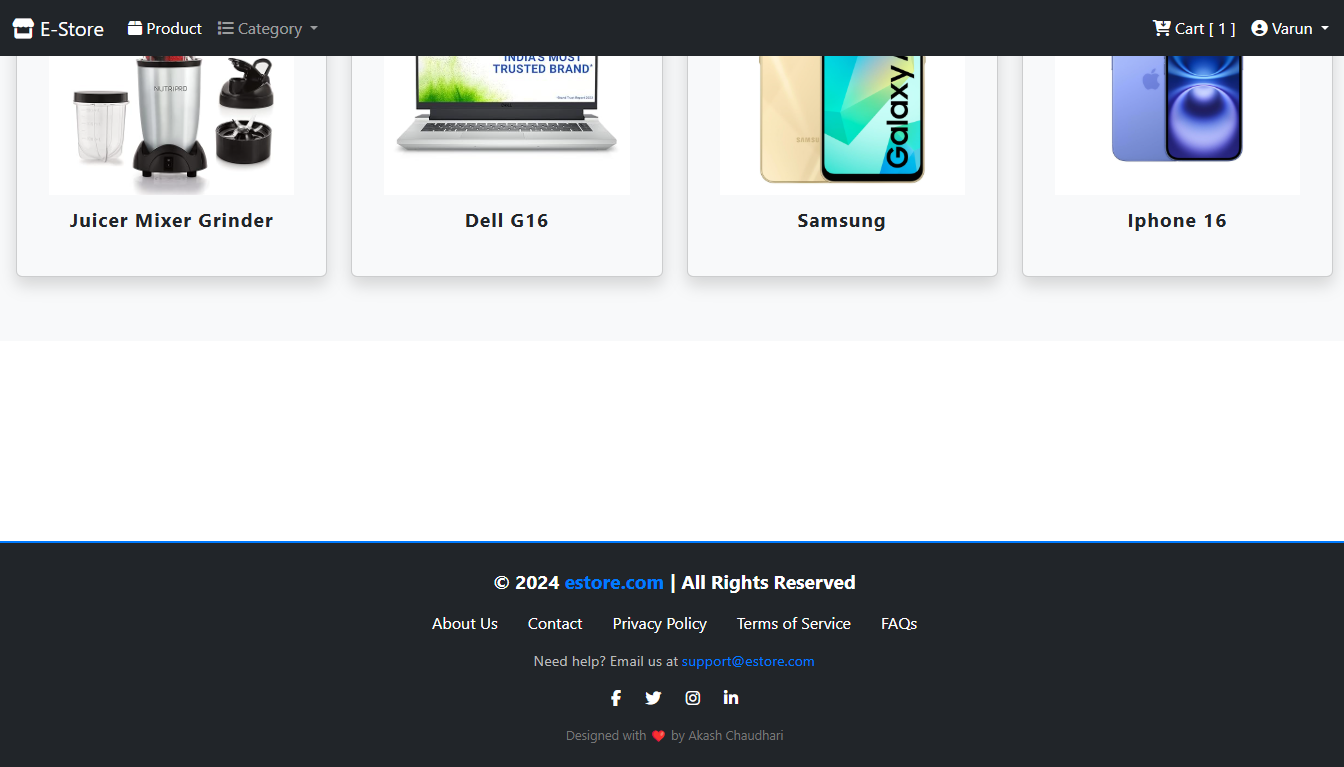 E-Store Product Category Cart [ 1 ] Varun
INDIA'S MOST
TRUSTED BRAND*
NUTRIPRO
DELL
SAMSUNG
Galaxy A
Juicer Mixer Grinder Dell G16 Samsung Iphone 16
© 2024 estore.com | All Rights Reserved
About Us Contact Privacy Policy Terms of Service FAQs
Need help? Email us at support@estore.com
Designed with ❤️ by Akash Chaudhari